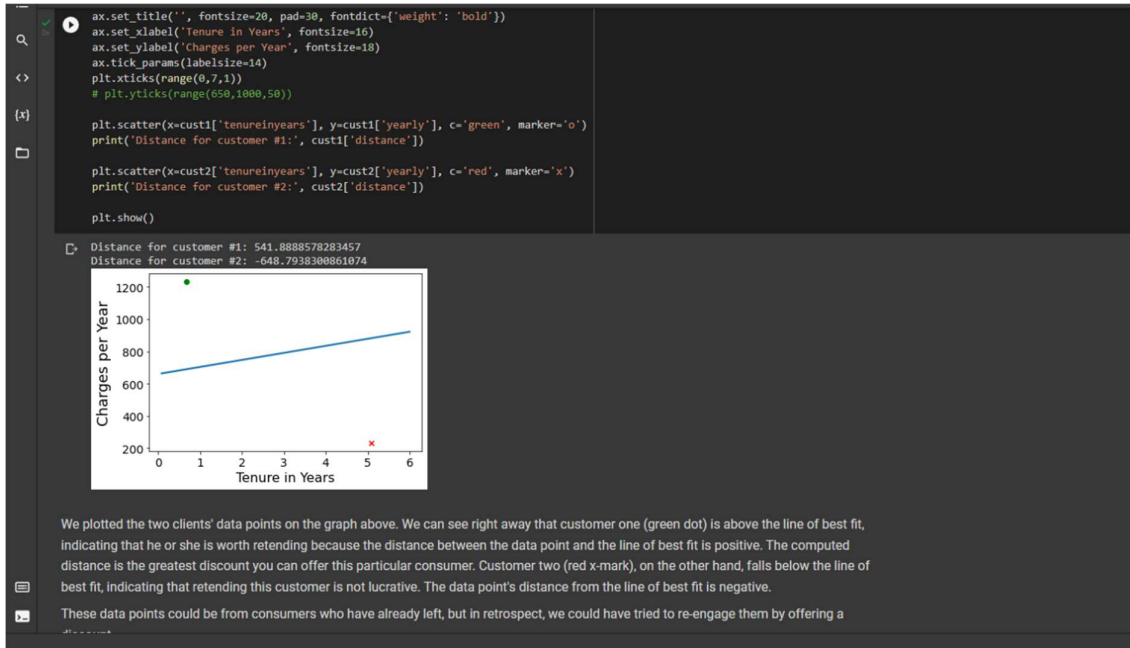 ax.set_title('', fontsize=20, pad=30, fontdict={'weight': 'bold'})
ax.set_xlabel('Tenure in Years', fontsize=16)
ax.set_ylabel('Charges per Year', fontsize=18)
ax.tick_params(labelsize=14)
plt.xticks(range(0,7,1))
# plt.yticks(range(650,1000,50))
plt.scatter(x=cust1['tenureinyears'], y=cust1['yearly'], c='green', marker='o')
print('Distance for customer #1:', cust1['distance'])
plt.scatter(x=cust2['tenureinyears'], y=cust2['yearly'], c='red', marker='x')
print('Distance for customer #2:', cust2['distance'])
plt.show()
{x}
Distance for customer #1: 541.8888578283457
Distance for customer #2: -648.7938300861074
Charges per Year
1200
1000
800
600
400
200
0 1 2 3 4 5 6
Tenure in Years
We plotted the two clients' data points on the graph above. We can see right away that customer one (green dot) is above the line of best fit,
indicating that he or she is worth retending because the distance between the data point and the line of best fit is positive. The computed
distance is the greatest discount you can offer this particular consumer. Customer two (red x-mark), on the other hand, falls below the line of
best fit, indicating that retending this customer is not lucrative. The data point's distance from the line of best fit is negative.
These data points could be from consumers who have already left, but in retrospect, we could have tried to re-engage them by offering a